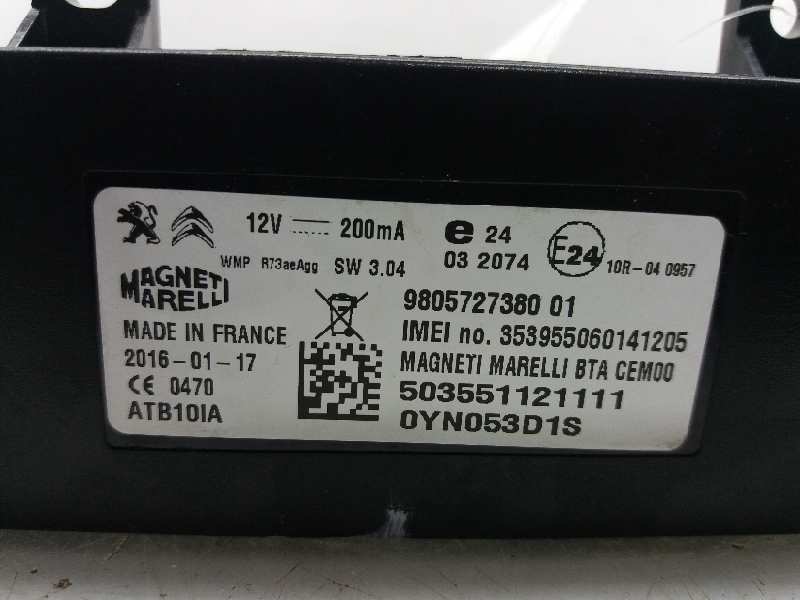 12V 200mA e 24 E24
03 2074 10R-04 0957
WMP R73aeAgg SW 3.04
MAGNETI MARELLI
9805727380 01
MADE IN FRANCE
IMEI no. 353955060141205
2016-01-17
MAGNETI MARELLI BTA CEM00
CE 0470
503551121111
ATB10IA
0YN053D1S